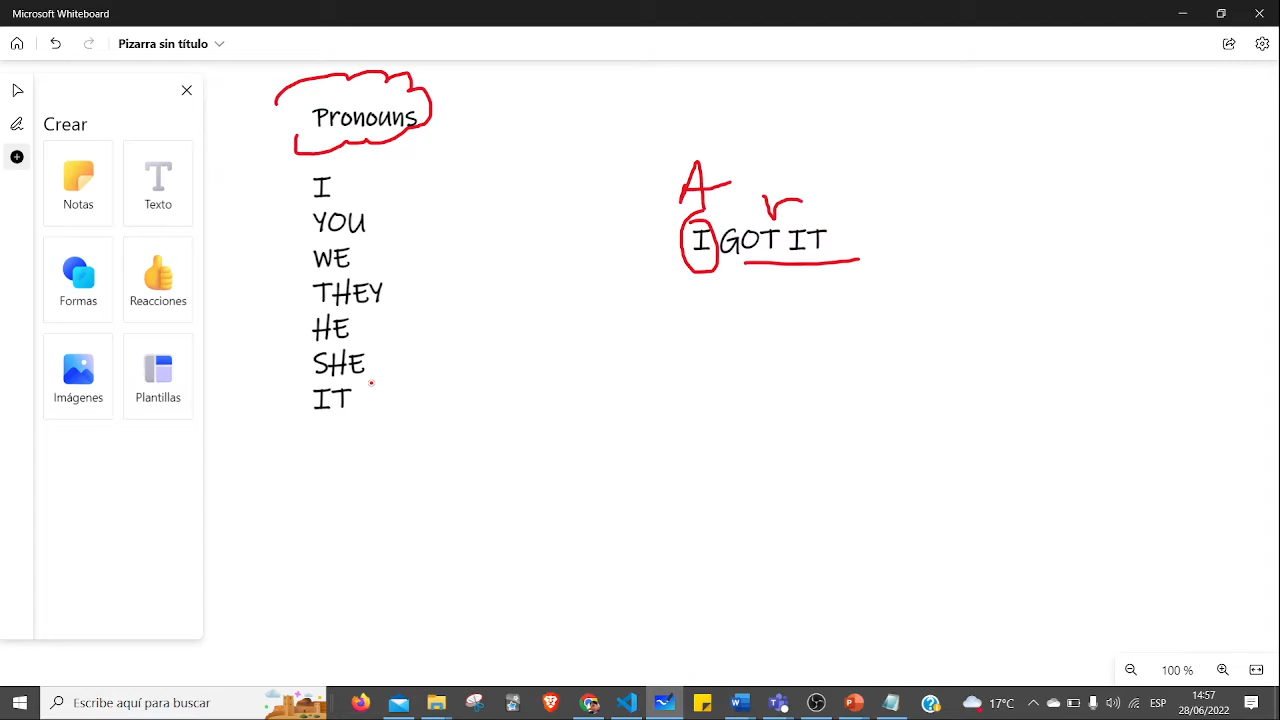 Microsoft Whiteboard
Pizarra sin título
Crear
Notas
Texto
Formas
Reacciones
Imágenes
Plantillas
Pronouns
I
YOU
WE
THEY
HE
SHE
IT
A
r
I GOT IT
100 %
Escribe aquí para buscar
17°C
ESP
14:57
28/06/2022